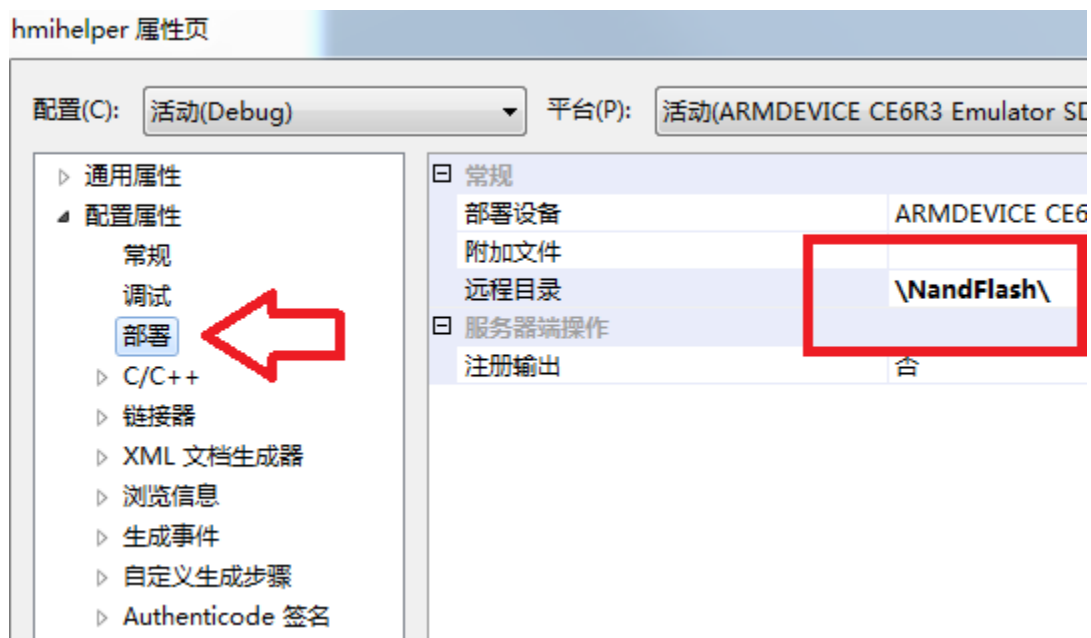 hmihelper 属性页
配置(C): 活动(Debug) 平台(P): 活动(ARMDEVICE CE6R3 Emulator SD
通用属性
配置属性
常规
调试
部署
C/C++
链接器
XML 文档生成器
浏览信息
生成事件
自定义生成步骤
Authenticode 签名
常规
部署设备 ARMDEVICE CE6
附加文件
远程目录 \NandFlash\
服务器端操作
注册输出 否